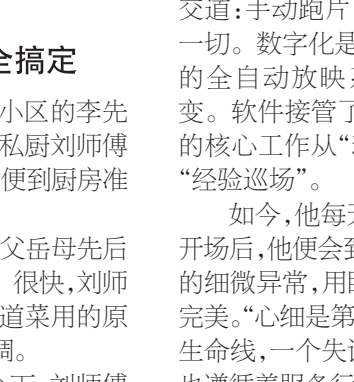 全搞定
小区的李先
私厨刘师傅
便到厨房准
父岳母先后
。很快,刘师
道菜用的原
调。
下,刘师傅
交道:手动跑片
一切。数字化是
的全自动放映
变。软件接管了
的核心工作从“
“经验巡场”。
如今,他每
开场后,他便会到
的细微异常,用
完美。“心细是第
生命线,一个失